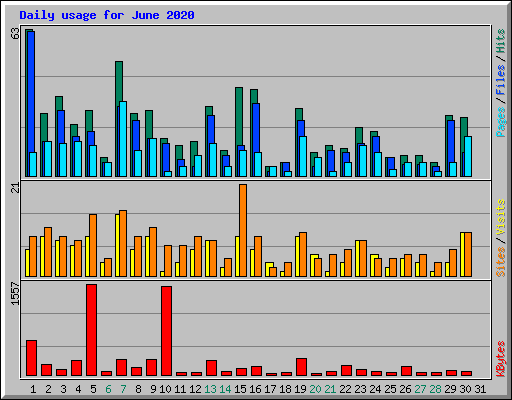 Daily usage for June 2020
63
Pages / Files / Hits
21
Sites / Visits
1557
KBytes
1 2 3 4 5 6 7 8 9 10 11 12 13 14 15 16 17 18 19 20 21 22 23 24 25 26 27 28 29 30 31